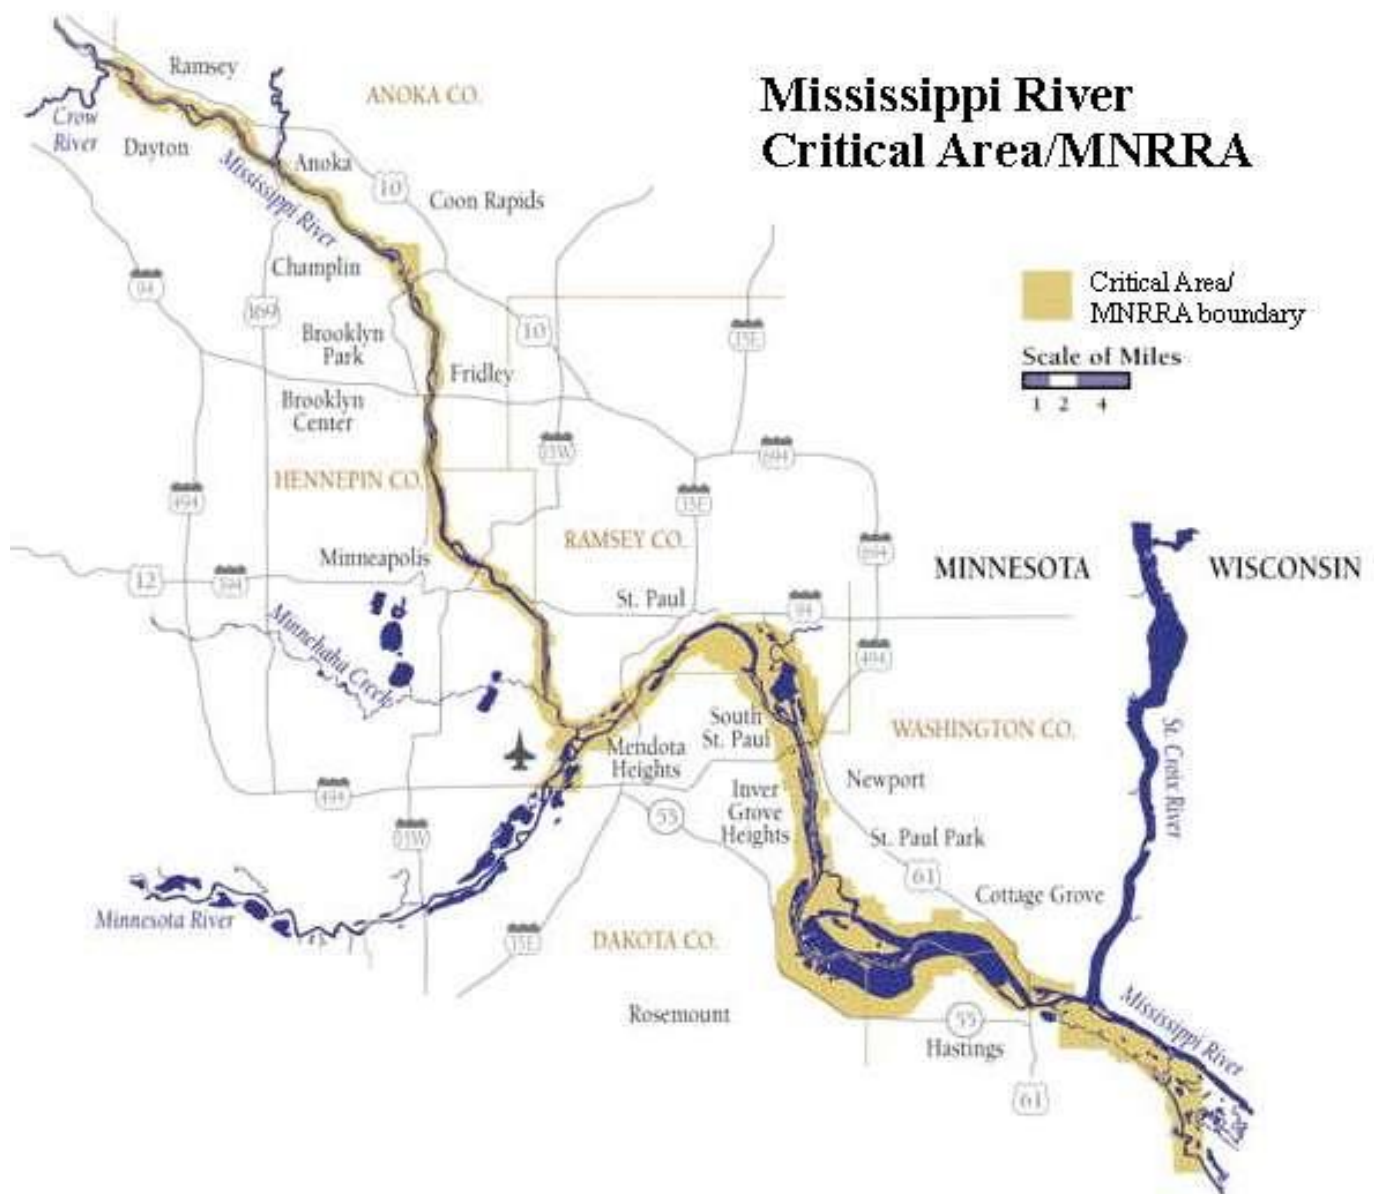 Mississippi River
Critical Area/MNRRA
Ramsey
ANOKA CO.
Crow
River
Dayton
Mississippi River
Anoka
10
Coon Rapids
Champlin
94
169
Brooklyn
Park
10
35E
Critical Area/
MNRRA boundary
Scale of Miles
1 2 4
Fridley
Brooklyn
Center
35W
694
HENNEPIN CO.
494
35E
RAMSEY CO.
694
Minneapolis
MINNESOTA
WISCONSIN
12
394
St. Paul
94
Minnehaha Creek
494
South
St. Paul
WASHINGTON CO.
St. Croix River
Mendota
Heights
Newport
494
Inver
Grove
Heights
55
35W
St. Paul Park
61
Cottage Grove
Minnesota River
35E
DAKOTA CO.
Rosemount
55
Hastings
Mississippi River
61